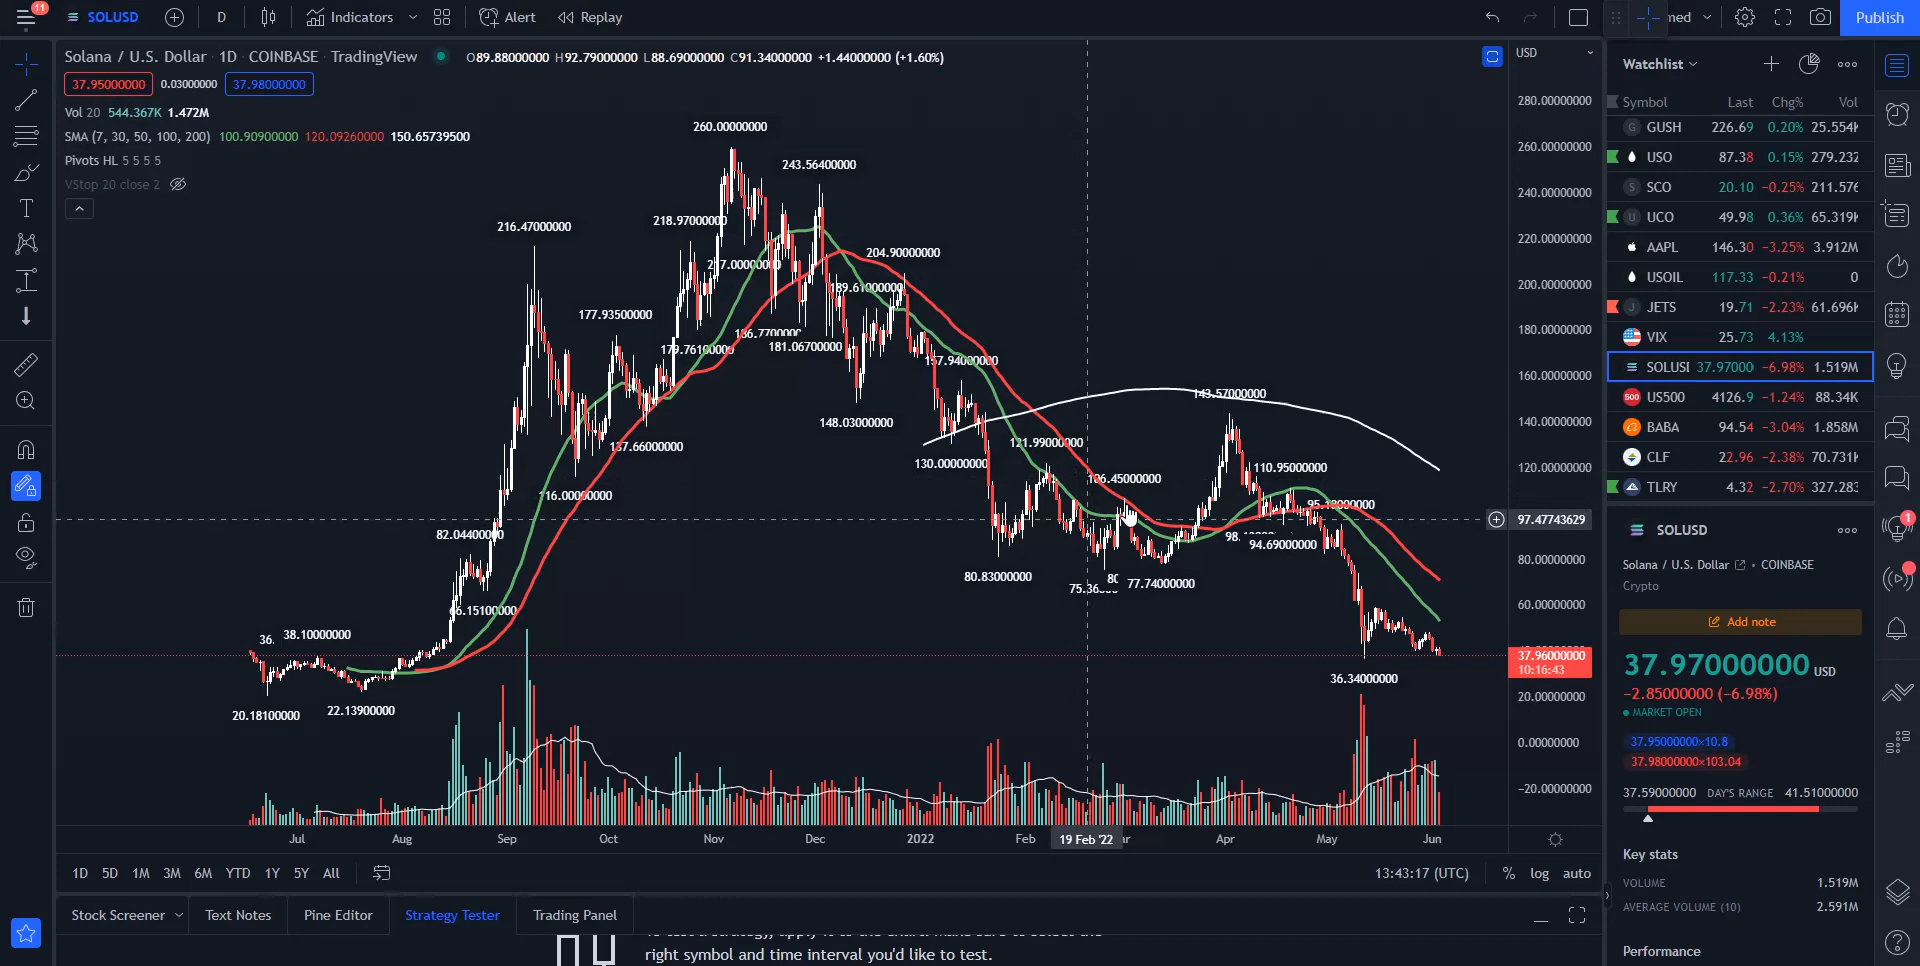 11 SOLUSD D Indicators Alert Replay med Publish
Solana / U.S. Dollar 1D COINBASE TradingView O89.88000000 H92.79000000 L88.69000000 C91.34000000 +1.44000000 (+1.60%)
37.95000000 0.03000000 37.98000000
Vol 20 544.367K 1.472M
SMA (7, 30, 50, 100, 200) 100.90900000 120.09260000 150.65739500
Pivots HL 5 5 5 5
VStop 20 close 2
260.00000000
243.56400000
216.47000000
218.97000000
204.90000000
189.61000000
177.93500000
181.06700000
148.03000000
137.66000000
116.00000000
130.00000000
121.99000000
143.57000000
106.45000000
110.95000000
82.04400000
94.69000000
80.83000000
77.74000000
66.15100000
36. 38.10000000
36.34000000
20.18100000
22.13900000
USD
280.00000000
260.00000000
240.00000000
220.00000000
200.00000000
180.00000000
160.00000000
140.00000000
120.00000000
97.47743629
80.00000000
60.00000000
37.96000000
10:16:43
20.00000000
0.00000000
−20.00000000
Jul Aug Sep Oct Nov Dec 2022 Feb 19 Feb '22 Apr May Jun
1D 5D 1M 3M 6M YTD 1Y 5Y All 13:43:17 (UTC) % log auto
Stock Screener Text Notes Pine Editor Strategy Tester Trading Panel
right symbol and time interval you'd like to test.
Watchlist
Symbol Last Chg% Vol
G GUSH 226.69 0.20% 25.554K
USO 87.38 0.15% 279.232
S SCO 20.10 −0.25% 211.576
U UCO 49.98 0.36% 65.319K
AAPL 146.30 −3.25% 3.912M
USOIL 117.33 −0.21% 0
J JETS 19.71 −2.23% 61.696K
VIX 25.73 4.13%
SOLUSI 37.97000 −6.98% 1.519M
500 US500 4126.9 −1.24% 88.34K
BABA 94.54 −3.04% 1.858M
CLF 22.96 −2.38% 70.731K
TLRY 4.32 −2.70% 327.283
SOLUSD
Solana / U.S. Dollar • COINBASE
Crypto
Add note
37.97000000 USD
−2.85000000 (−6.98%)
MARKET OPEN
37.95000000×10.8
37.98000000×103.04
37.59000000 DAY'S RANGE 41.51000000
Key stats
VOLUME 1.519M
AVERAGE VOLUME (10) 2.591M
Performance
1